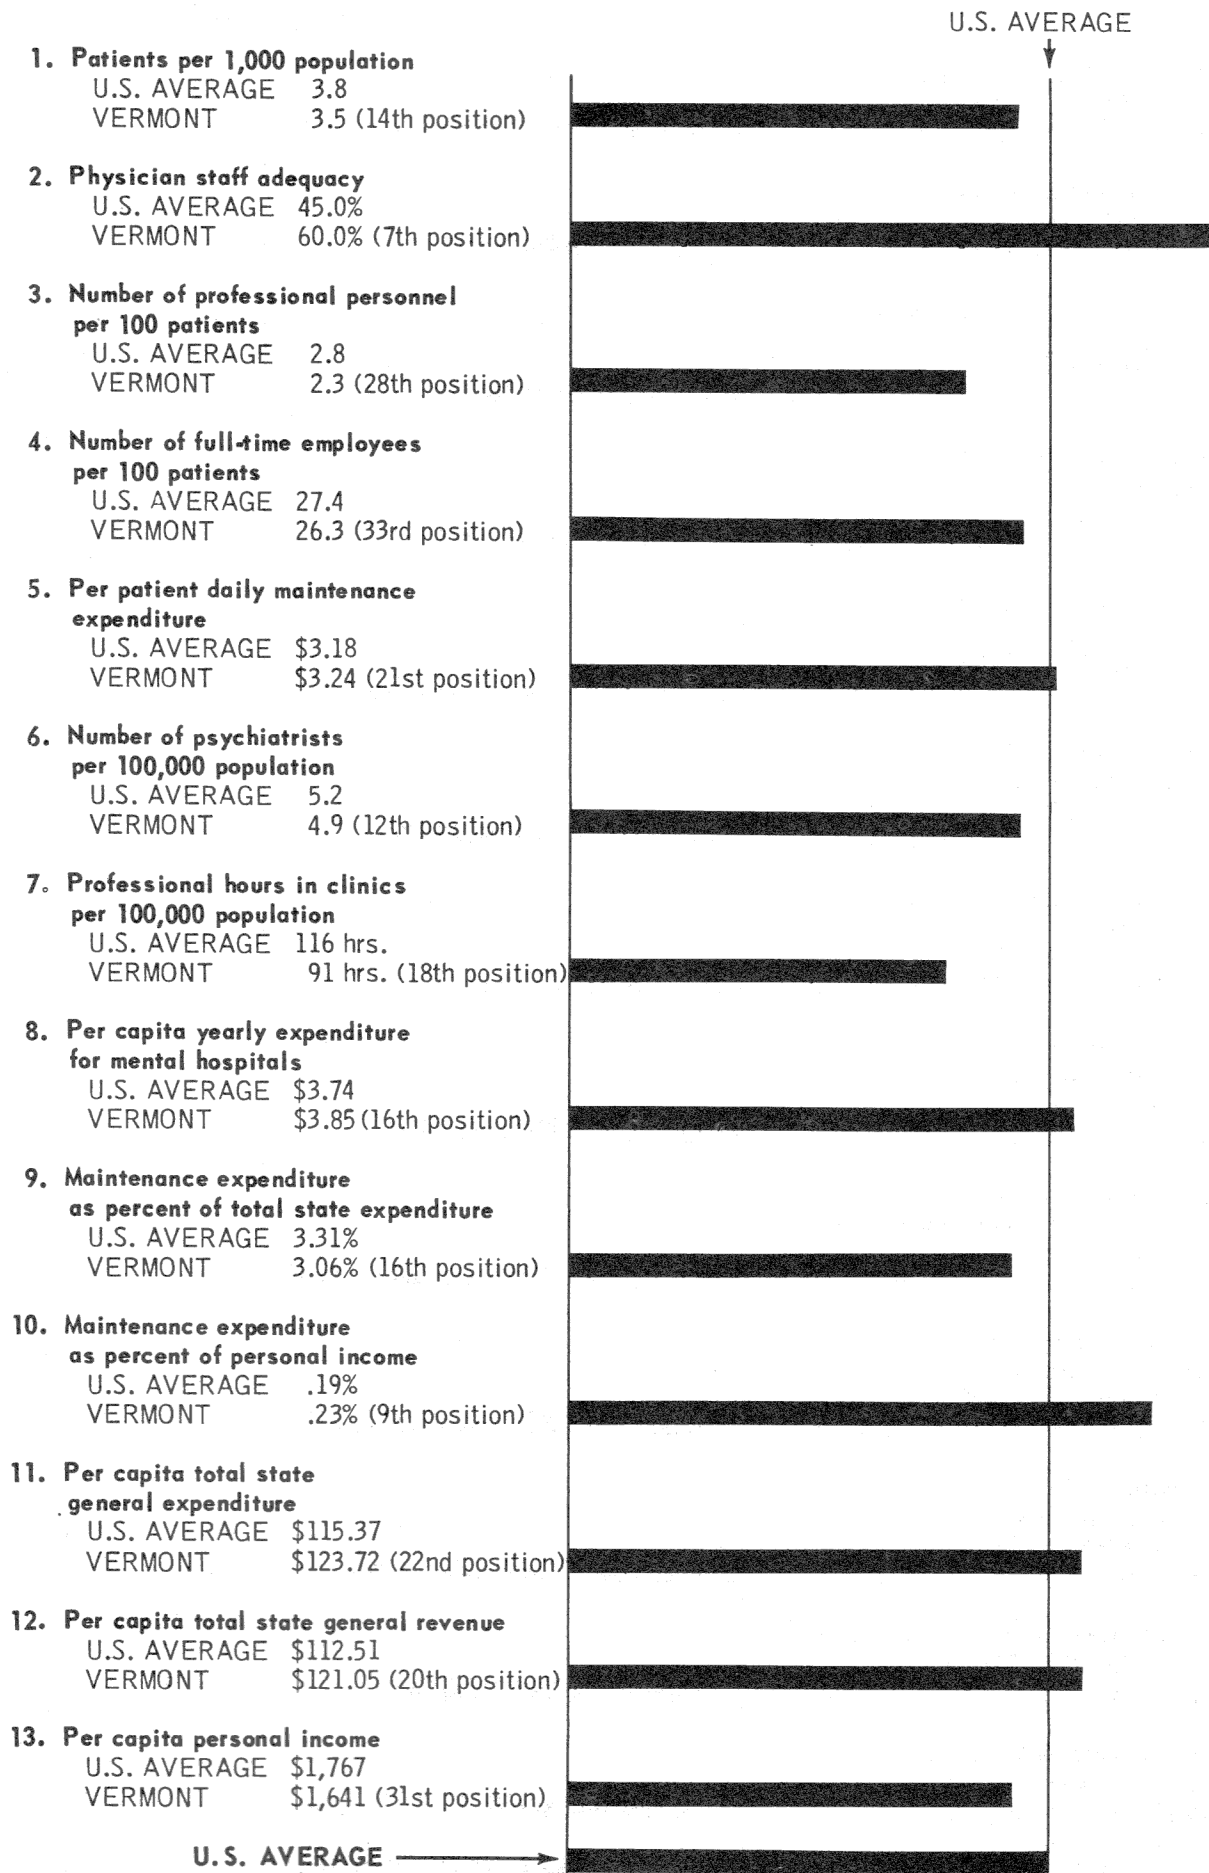 U.S. AVERAGE
1. Patients per 1,000 population
U.S. AVERAGE 3.8
VERMONT 3.5 (14th position)
2. Physician staff adequacy
U.S. AVERAGE 45.0%
VERMONT 60.0% (7th position)
3. Number of professional personnel
per 100 patients
U.S. AVERAGE 2.8
VERMONT 2.3 (28th position)
4. Number of full-time employees
per 100 patients
U.S. AVERAGE 27.4
VERMONT 26.3 (33rd position)
5. Per patient daily maintenance
expenditure
U.S. AVERAGE $3.18
VERMONT $3.24 (21st position)
6. Number of psychiatrists
per 100,000 population
U.S. AVERAGE 5.2
VERMONT 4.9 (12th position)
7. Professional hours in clinics
per 100,000 population
U.S. AVERAGE 116 hrs.
VERMONT 91 hrs. (18th position)
8. Per capita yearly expenditure
for mental hospitals
U.S. AVERAGE $3.74
VERMONT $3.85 (16th position)
9. Maintenance expenditure
as percent of total state expenditure
U.S. AVERAGE 3.31%
VERMONT 3.06% (16th position)
10. Maintenance expenditure
as percent of personal income
U.S. AVERAGE .19%
VERMONT .23% (9th position)
11. Per capita total state
general expenditure
U.S. AVERAGE $115.37
VERMONT $123.72 (22nd position)
12. Per capita total state general revenue
U.S. AVERAGE $112.51
VERMONT $121.05 (20th position)
13. Per capita personal income
U.S. AVERAGE $1,767
VERMONT $1,641 (31st position)
U.S. AVERAGE